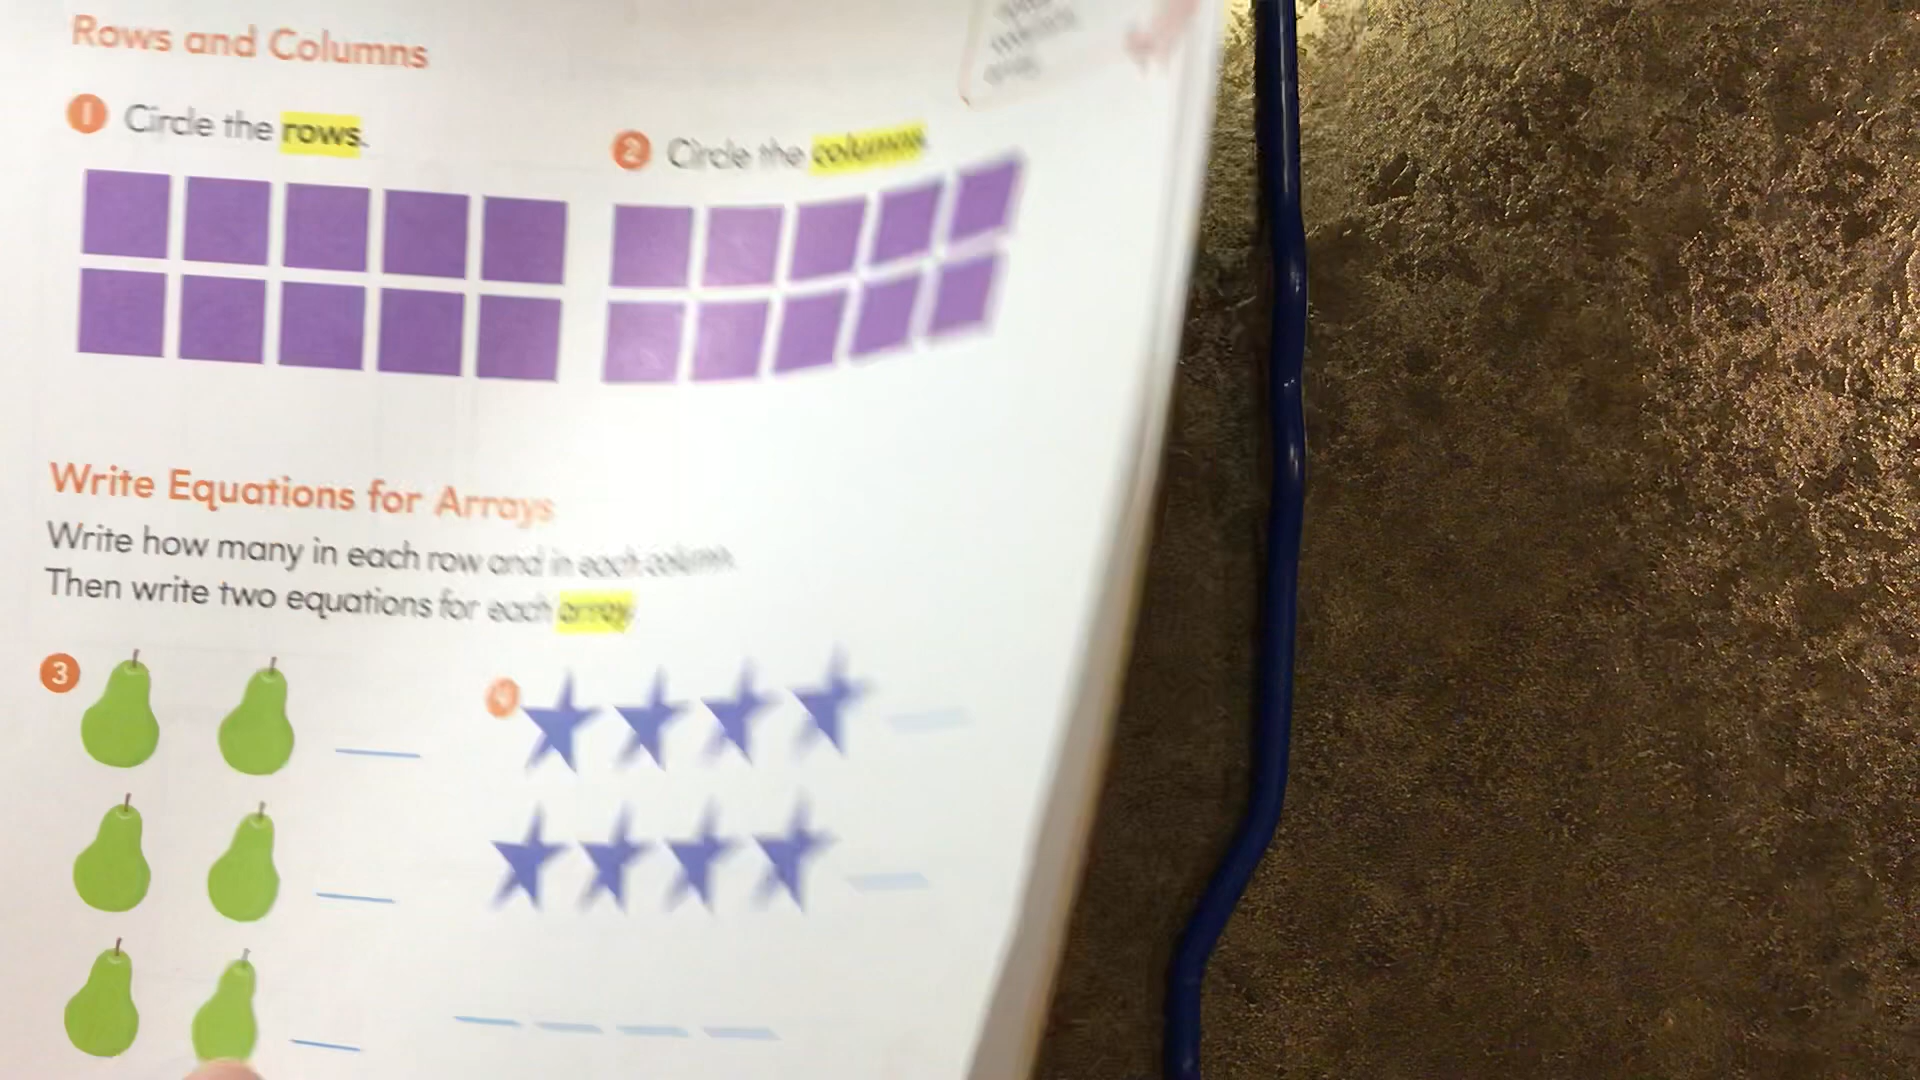 Rows and Columns
1 Circle the rows.
2 Circle the columns.
Write Equations for Arrays
Write how many in each row and in each column.
Then write two equations for each array.
3
4